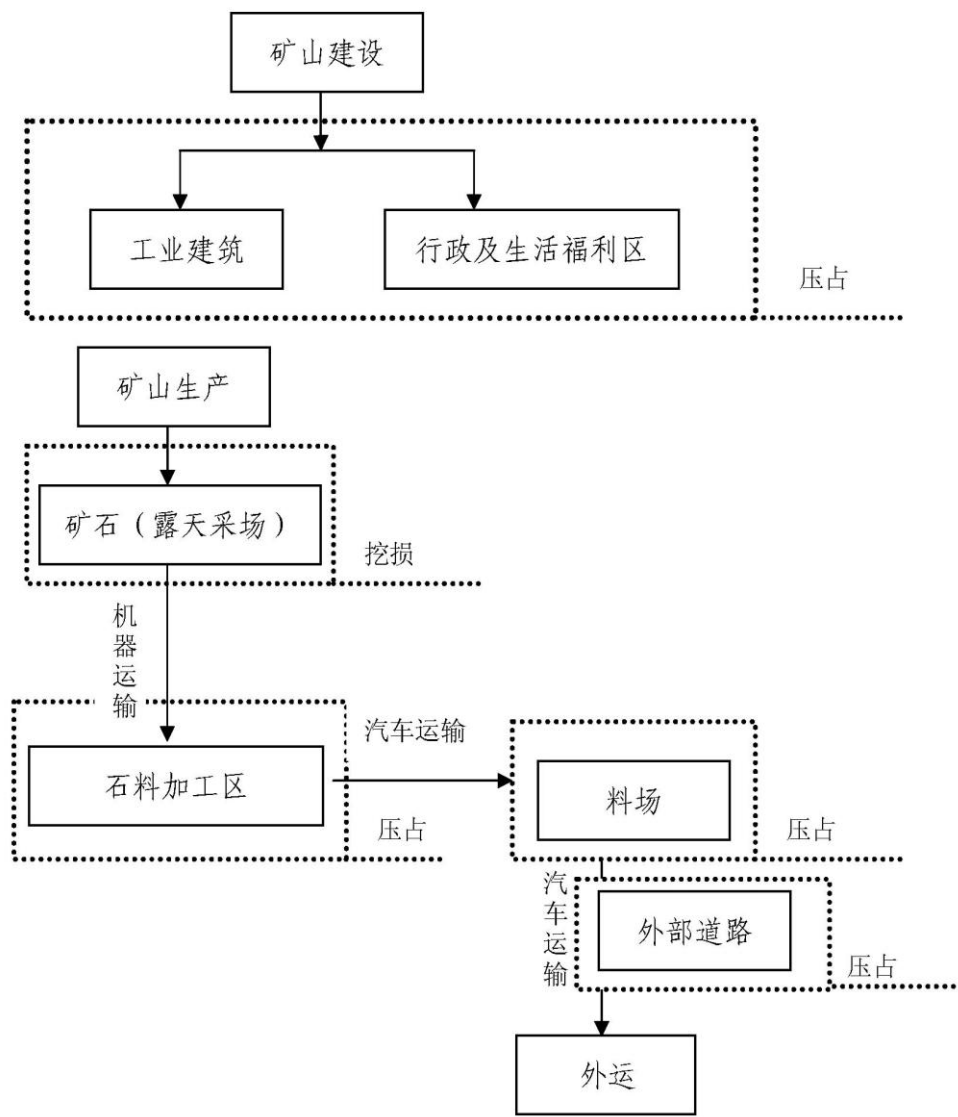 矿山建设
工业建筑
行政及生活福利区
压占
矿山生产
矿石（露天采场）
挖损
机器运输
石料加工区
汽车运输
压占
料场
压占
汽车运输
外部道路
压占
外运